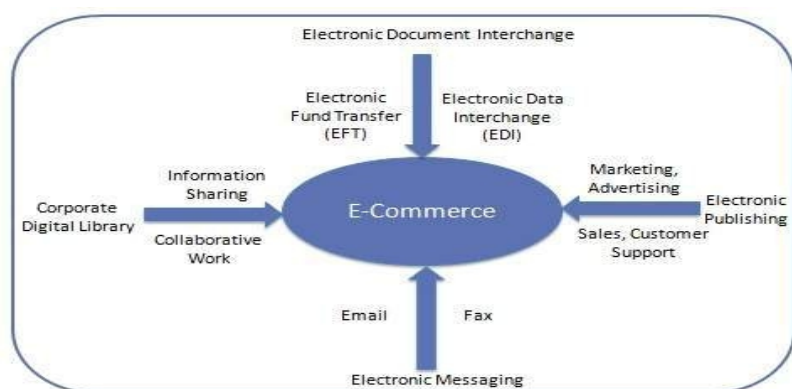 Electronic Document Interchange
Electronic
Fund Transfer
(EFT)
Electronic Data
Interchange
(EDI)
Information
Sharing
Marketing,
Advertising
Corporate
Digital Library
E-Commerce
Electronic
Publishing
Collaborative
Work
Sales, Customer
Support
Email
Fax
Electronic Messaging